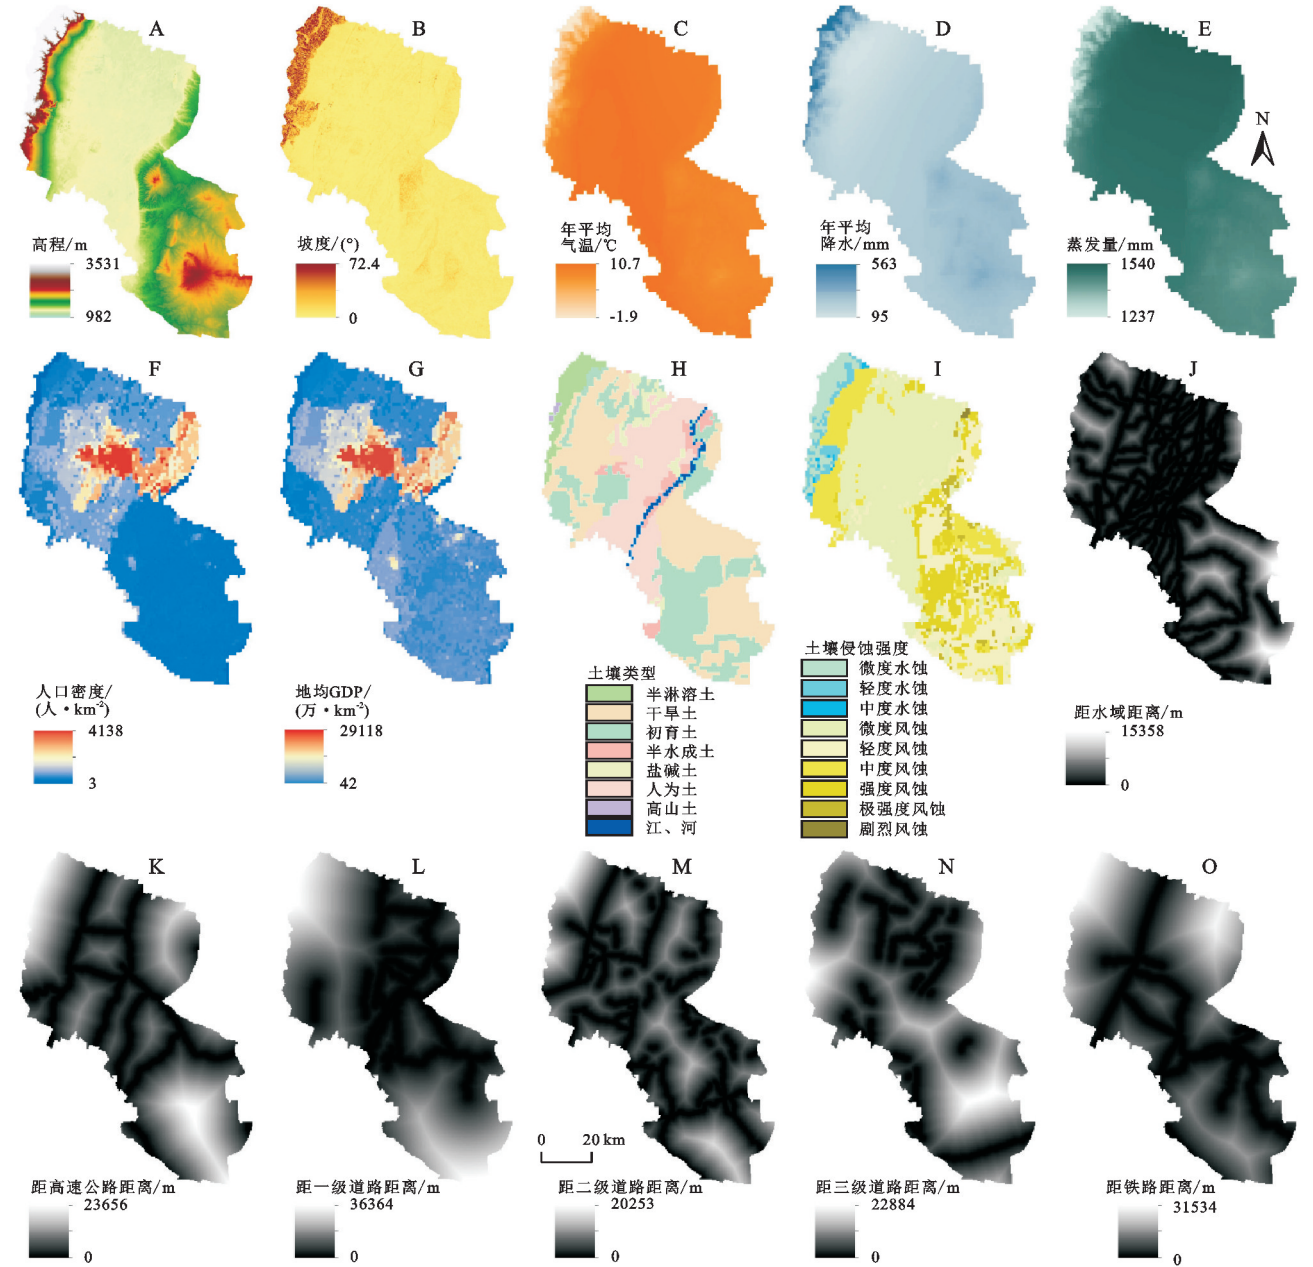 A
B
C
D
E
N
高程/m
3531
982
坡度/(°)
72.4
0
年平均
气温/℃
10.7
-1.9
年平均
降水/mm
563
95
蒸发量/mm
1540
1237
F
G
H
I
J
人口密度/
(人·km⁻²)
4138
3
地均GDP/
(万·km⁻²)
29118
42
土壤类型
半淋溶土
干旱土
初育土
半水成土
盐碱土
人为土
高山土
江、河
土壤侵蚀强度
微度水蚀
轻度水蚀
中度水蚀
微度风蚀
轻度风蚀
中度风蚀
强度风蚀
极强度风蚀
剧烈风蚀
距水域距离/m
15358
0
K
L
M
N
O
0 20 km
距高速公路距离/m
23656
0
距一级道路距离/m
36364
0
距二级道路距离/m
20253
0
距三级道路距离/m
22884
0
距铁路距离/m
31534
0